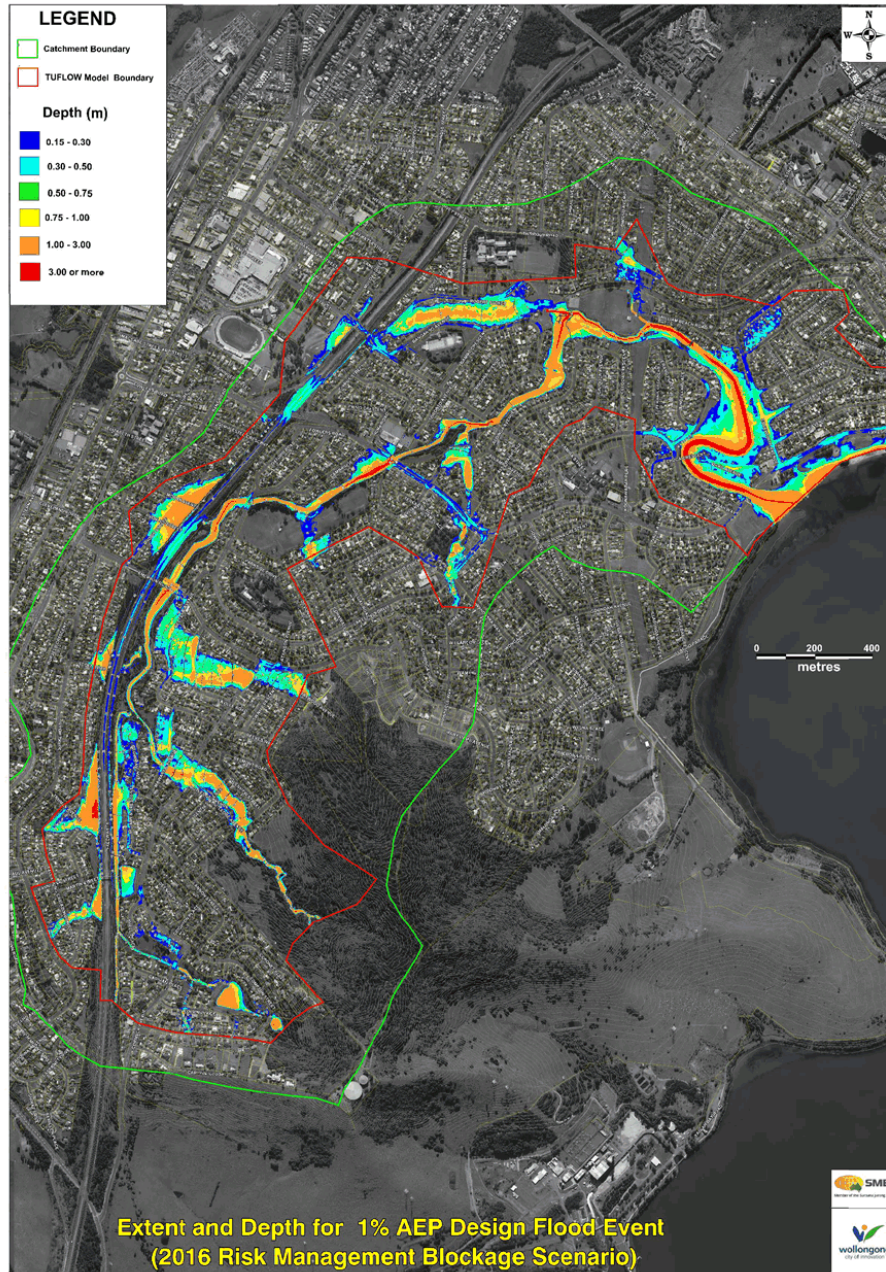 LEGEND
Catchment Boundary
TUFLOW Model Boundary
Depth (m)
0.15 - 0.30
0.30 - 0.50
0.50 - 0.75
0.75 - 1.00
1.00 - 3.00
3.00 or more
N
W E
S
0 200 400
metres
Extent and Depth for 1% AEP Design Flood Event
(2016 Risk Management Blockage Scenario)
SME
wollongong
city of innovation